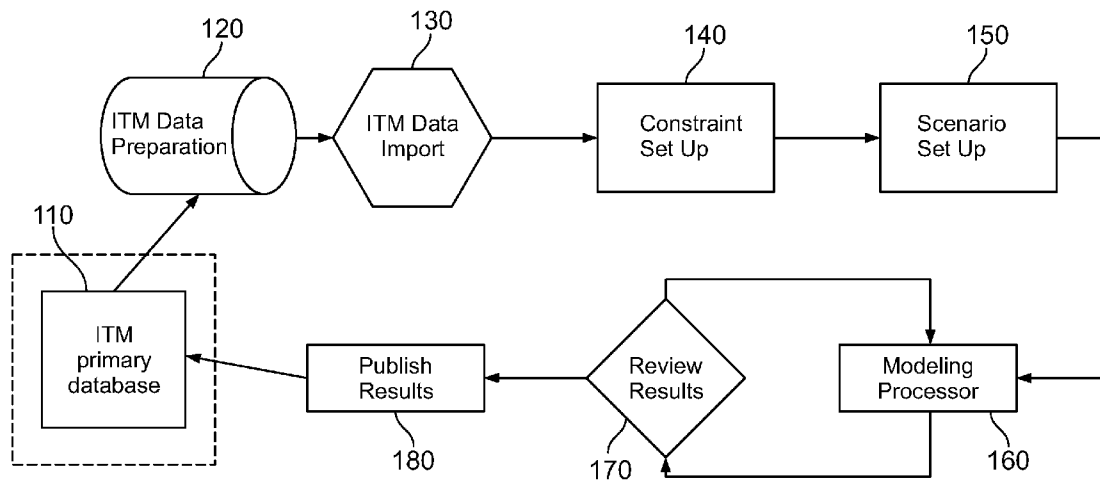 120
130
140
150
ITM Data
Preparation
ITM Data
Import
Constraint
Set Up
Scenario
Set Up
110
ITM
primary
database
Publish
Results
Review
Results
Modeling
Processor
180
170
160